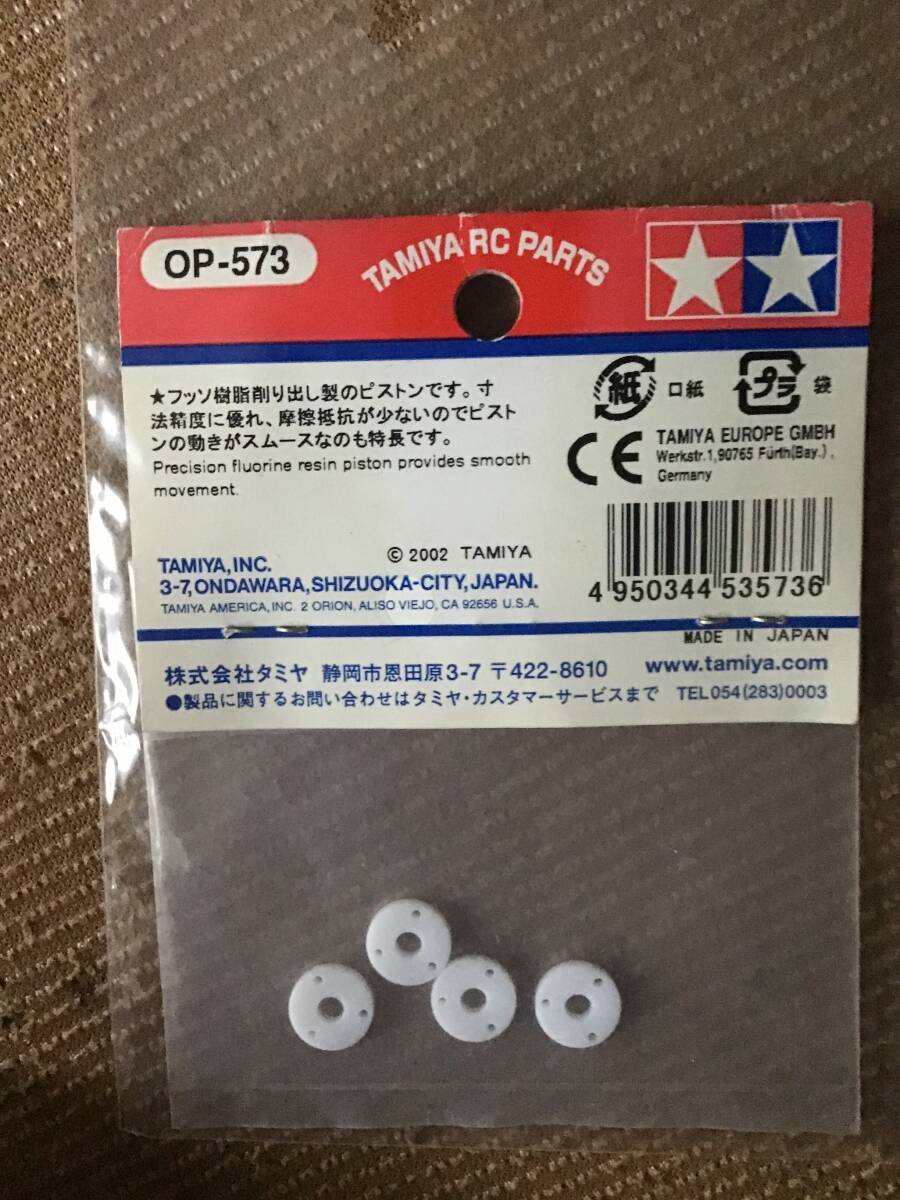 OP-573
TAMIYA RC PARTS
★フッソ樹脂削り出し製のピストンです。寸
法精度に優れ、摩擦抵抗が少ないのでピスト
ンの動きがスムースなのも特長です。
Precision fluorine resin piston provides smooth
movement.
紙 口紙
プラ 袋
CE
TAMIYA EUROPE GMBH
Werkstr.1,90765 Fürth(Bay.),
Germany
© 2002 TAMIYA
TAMIYA,INC.
3-7,ONDAWARA,SHIZUOKA-CITY,JAPAN.
TAMIYA AMERICA,INC. 2 ORION, ALISO VIEJO, CA 92656 U.S.A.
4 950344 535736
MADE IN JAPAN
株式会社タミヤ 静岡市恩田原3-7 〒422-8610 www.tamiya.com
●製品に関するお問い合わせはタミヤ・カスタマーサービスまで TEL054(283)0003